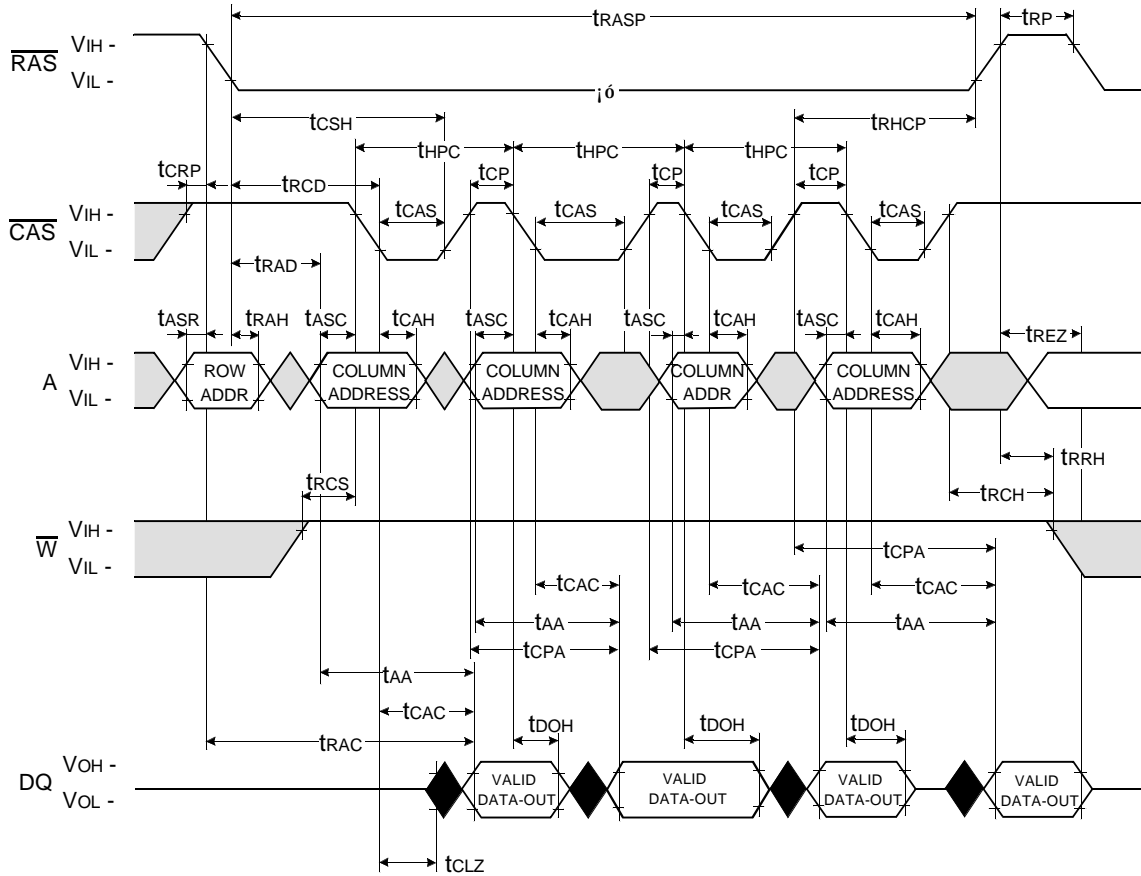 tRASP
tRP
RAS
VIH -
VIL -
¡ó
tCSH
tRHCP
tHPC
tHPC
tHPC
tCRP
tCP
tCP
tCP
tRCD
CAS
VIH -
VIL -
tCAS
tCAS
tCAS
tCAS
tRAD
tASR
tRAH
tASC
tCAH
tASC
tCAH
tASC
tCAH
tASC
tCAH
tREZ
A
VIH -
VIL -
ROW
ADDR
COLUMN
ADDRESS
COLUMN
ADDRESS
COLUMN
ADDR
COLUMN
ADDRESS
tRRH
tRCS
tRCH
W
VIH -
VIL -
tCPA
tCAC
tCAC
tCAC
tAA
tAA
tAA
tCPA
tCPA
tAA
tCAC
tRAC
tDOH
tDOH
tDOH
DQ
VOH -
VOL -
VALID
DATA-OUT
VALID
DATA-OUT
VALID
DATA-OUT
VALID
DATA-OUT
tCLZ